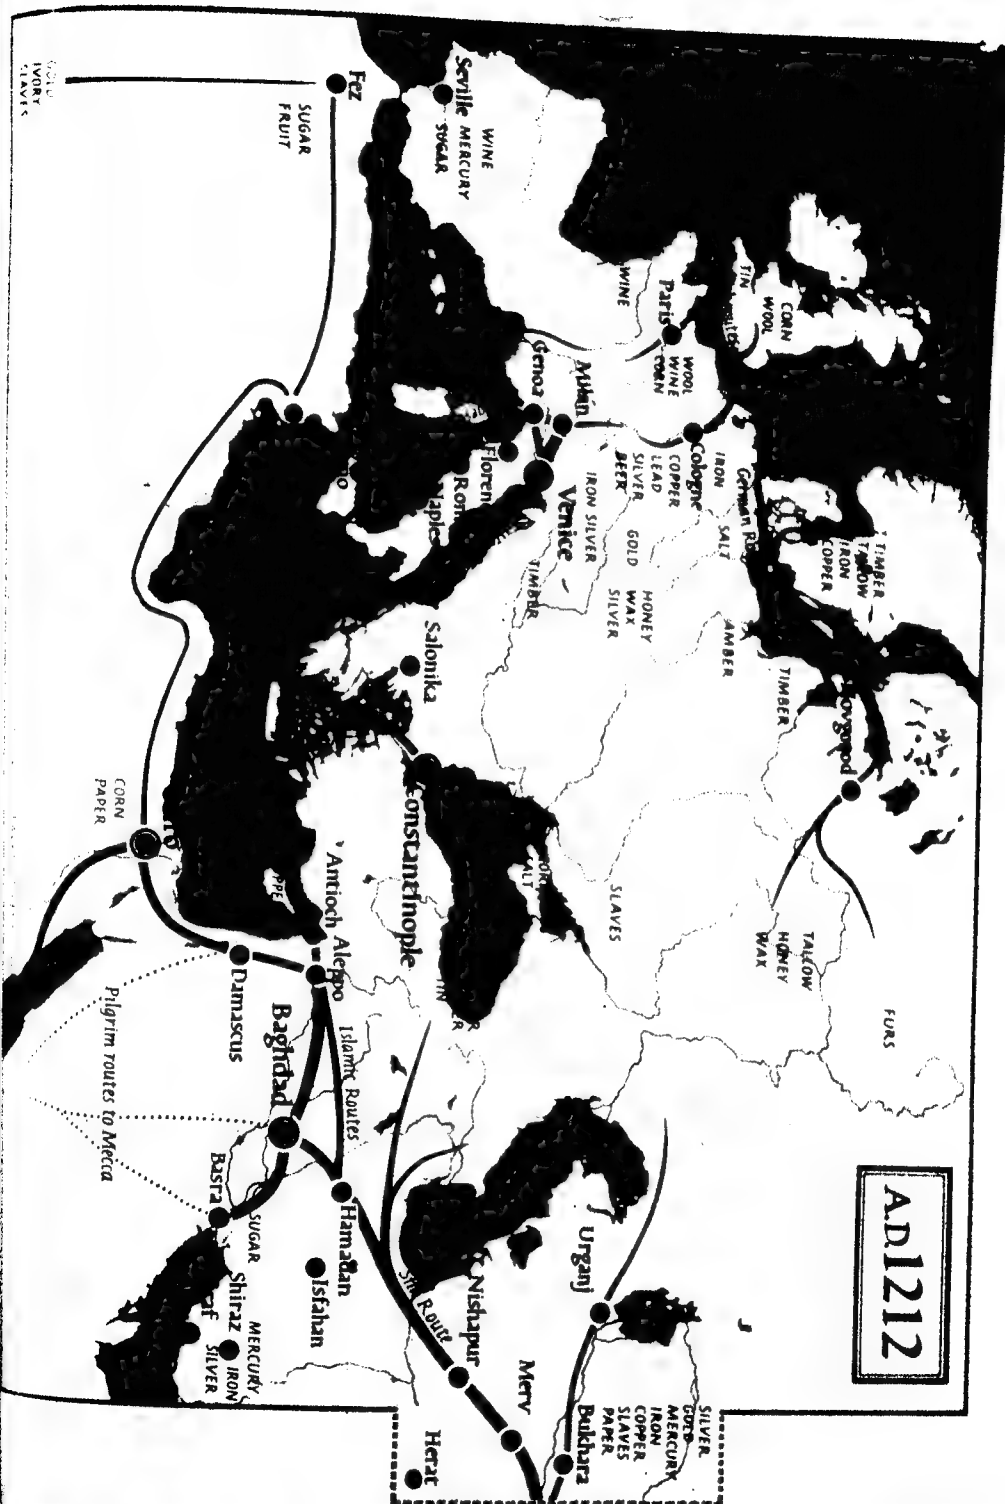 A.D.1212
FURS
TIMBER
TALLOW
IRON
COPPER
TALLOW
HONEY
WAX
CORN
WOOL
TIN
TIMBER
AMBER
SLAVES
Paris
WINE
WOOL
WINE
CORN
Cologne
IRON
SALT
COPPER
LEAD
SILVER
BEER
GOLD
HONEY
WAX
SILVER
IRON SILVER
TIMBER
Milan
Genoa
Venice
WINE
Seville MERCURY
SUGAR
Fez
SUGAR
FRUIT
IVORY
SLAVES
Salonika
Constantinople
Antioch
Aleppo
Damascus
CORN
PAPER
Pilgrim routes to Mecca
Islamic Routes
Baghdad
Basra
SUGAR
Hamadan
Isfahan
Shiraz
MERCURY
IRON
SILVER
Silk Route
Nishapur
Merv
Herat
Urganj
Bukhara
SILVER
GOLD
MERCURY
IRON
COPPER
SLAVES
PAPER